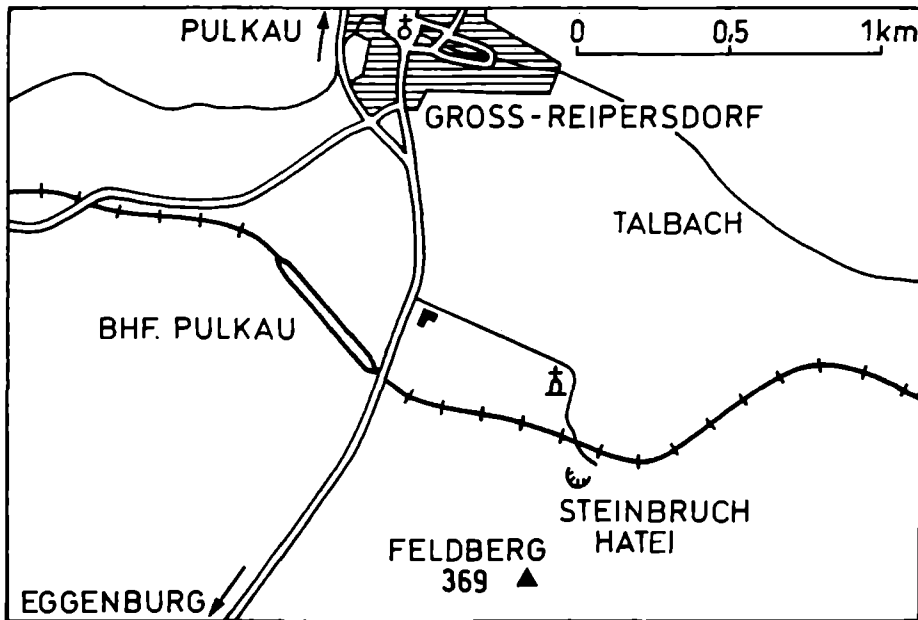 PULKAU
0 0,5 1km
GROSS-REIPERSDORF
TALBACH
BHF. PULKAU
STEINBRUCH
HATEI
FELDBERG
369
EGGENBURG